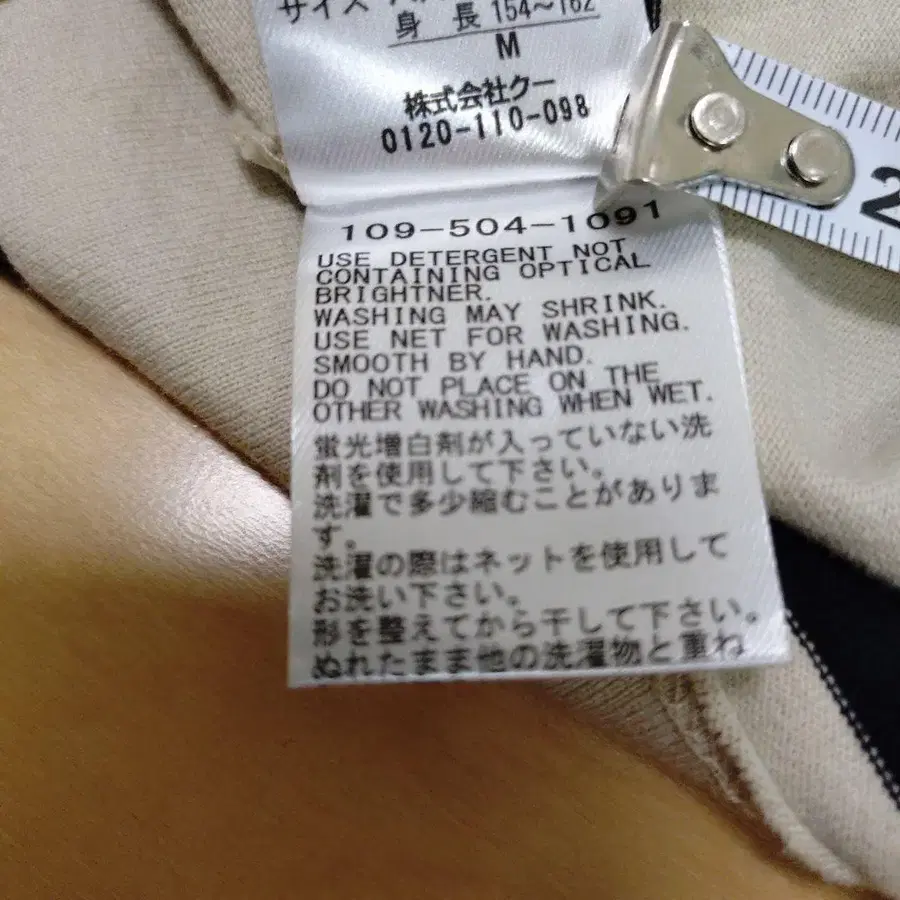 サイズ
身 長 154～162
M
株式会社クー
0120-110-098
109-504-1091
USE DETERGENT NOT
CONTAINING OPTICAL
BRIGHTNER.
WASHING MAY SHRINK.
USE NET FOR WASHING.
SMOOTH BY HAND.
DO NOT PLACE ON THE
OTHER WASHING WHEN WET.
蛍光増白剤が入っていない洗
剤を使用して下さい。
洗濯で多少縮むことがありま
す。
洗濯の際はネットを使用して
お洗い下さい。
形を整えてから干して下さい。
ぬれたまま他の洗濯物と重ね
2